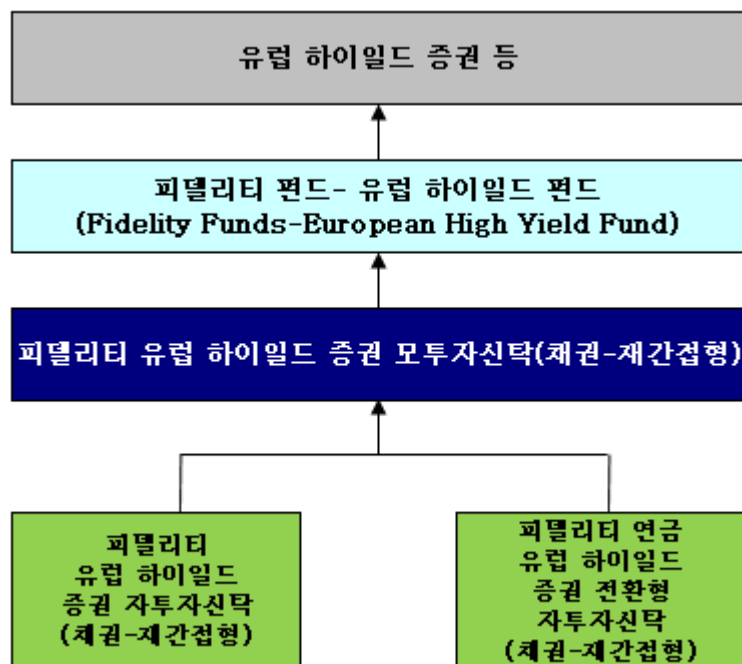 유럽 하이일드 증권 등
피델리티 펀드- 유럽 하이일드 펀드
(Fidelity Funds-European High Yield Fund)
피델리티 유럽 하이일드 증권 모투자신탁(채권-재간접형)
피델리티
유럽 하이일드
증권 자투자신탁
(채권-재간접형)
피델리티 연금
유럽 하이일드
증권 전환형
자투자신탁
(채권-재간접형)